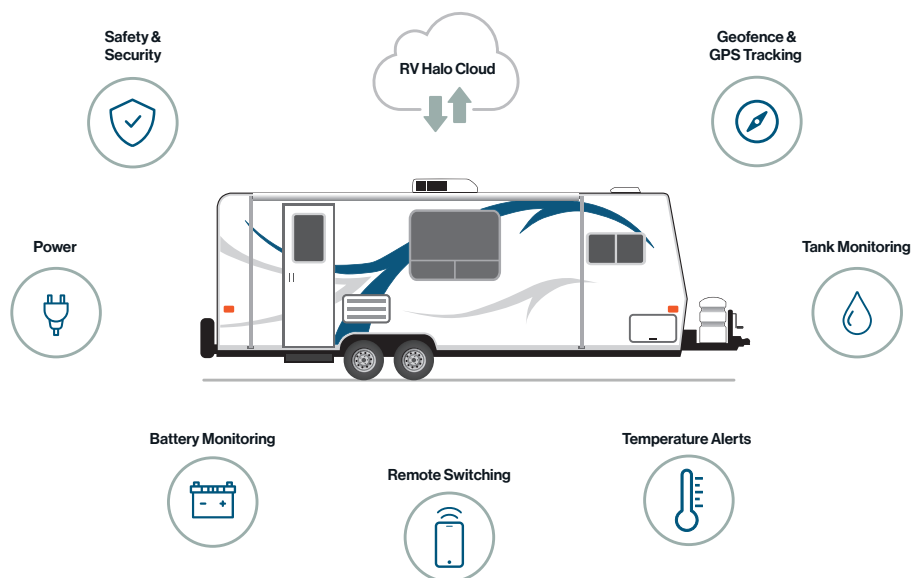 Safety &
Security
RV Halo Cloud
Geofence &
GPS Tracking
Power
Tank Monitoring
Battery Monitoring
Remote Switching
Temperature Alerts